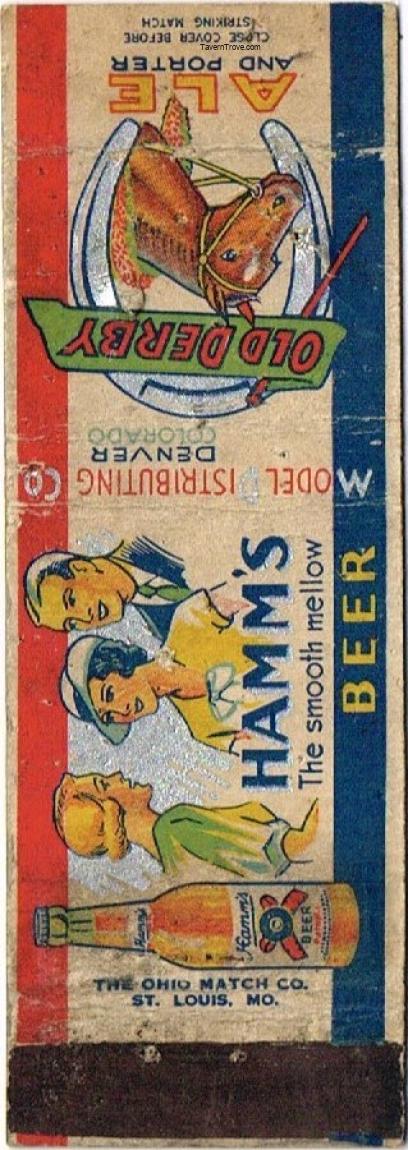 CLOSE COVER BEFORE
STRIKING MATCH
TavernTrove.com
ALE
AND PORTER
OLD DERBY
MODEL DISTRIBUTING CO
DENVER
COLORADO
HAMM'S
The smooth mellow
BEER
Hamm's
Hamm's
BEER
THE OHIO MATCH CO.
ST. LOUIS, MO.